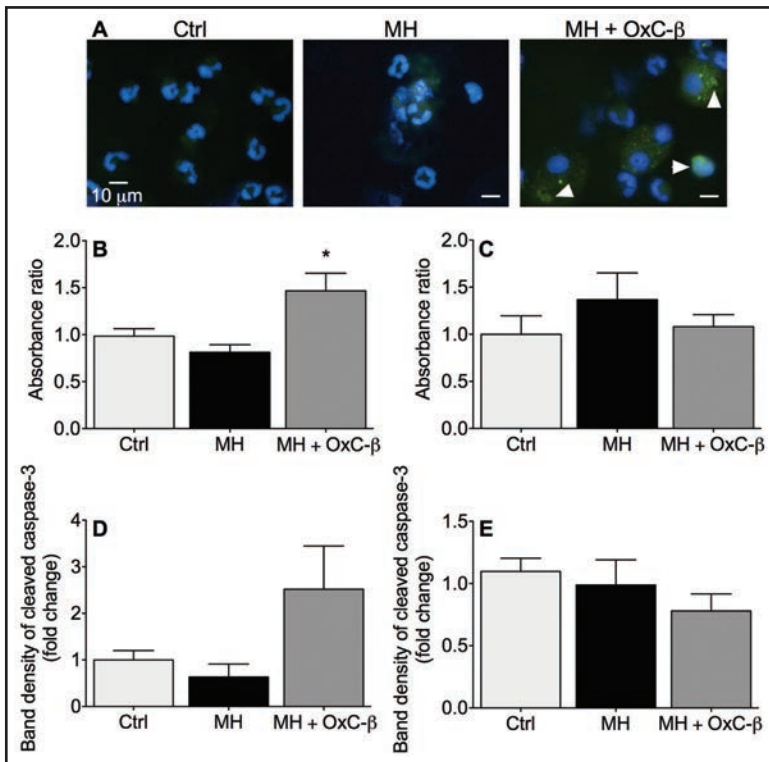 A
Ctrl
MH
MH + OxC-β
10 μm
B
Absorbance ratio
2.0
1.5
1.0
0.5
0.0
*
Ctrl
MH
MH + OxC-β
C
Absorbance ratio
2.0
1.5
1.0
0.5
0.0
Ctrl
MH
MH + OxC-β
D
Band density of cleaved caspase-3
(fold change)
4
3
2
1
0
Ctrl
MH
MH + OxC-β
E
Band density of cleaved caspase-3
(fold change)
1.5
1.0
0.5
0.0
Ctrl
MH
MH + OxC-β